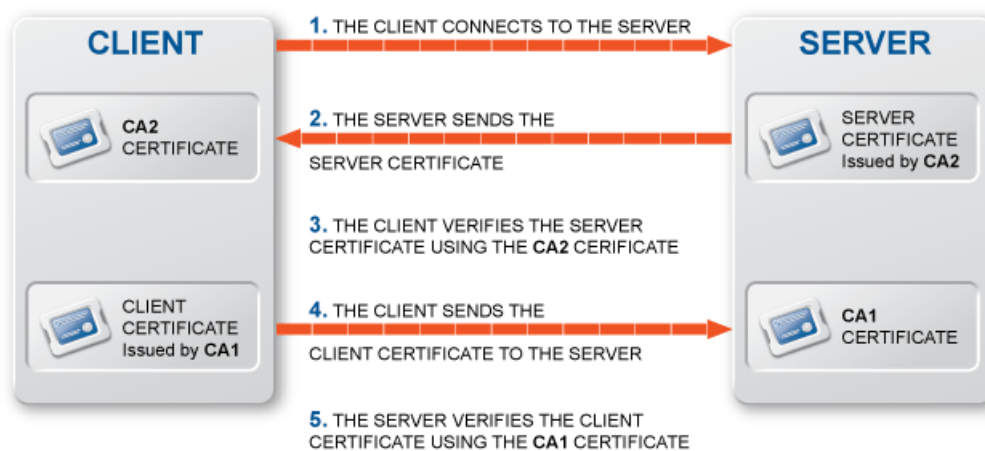 CLIENT
1. THE CLIENT CONNECTS TO THE SERVER
SERVER
CA2
CERTIFICATE
2. THE SERVER SENDS THE
SERVER CERTIFICATE
SERVER
CERTIFICATE
Issued by CA2
3. THE CLIENT VERIFIES THE SERVER
CERTIFICATE USING THE CA2 CERIFICATE
CLIENT
CERTIFICATE
Issued by CA1
4. THE CLIENT SENDS THE
CLIENT CERTIFICATE TO THE SERVER
CA1
CERTIFICATE
5. THE SERVER VERIFIES THE CLIENT
CERTIFICATE USING THE CA1 CERTIFICATE